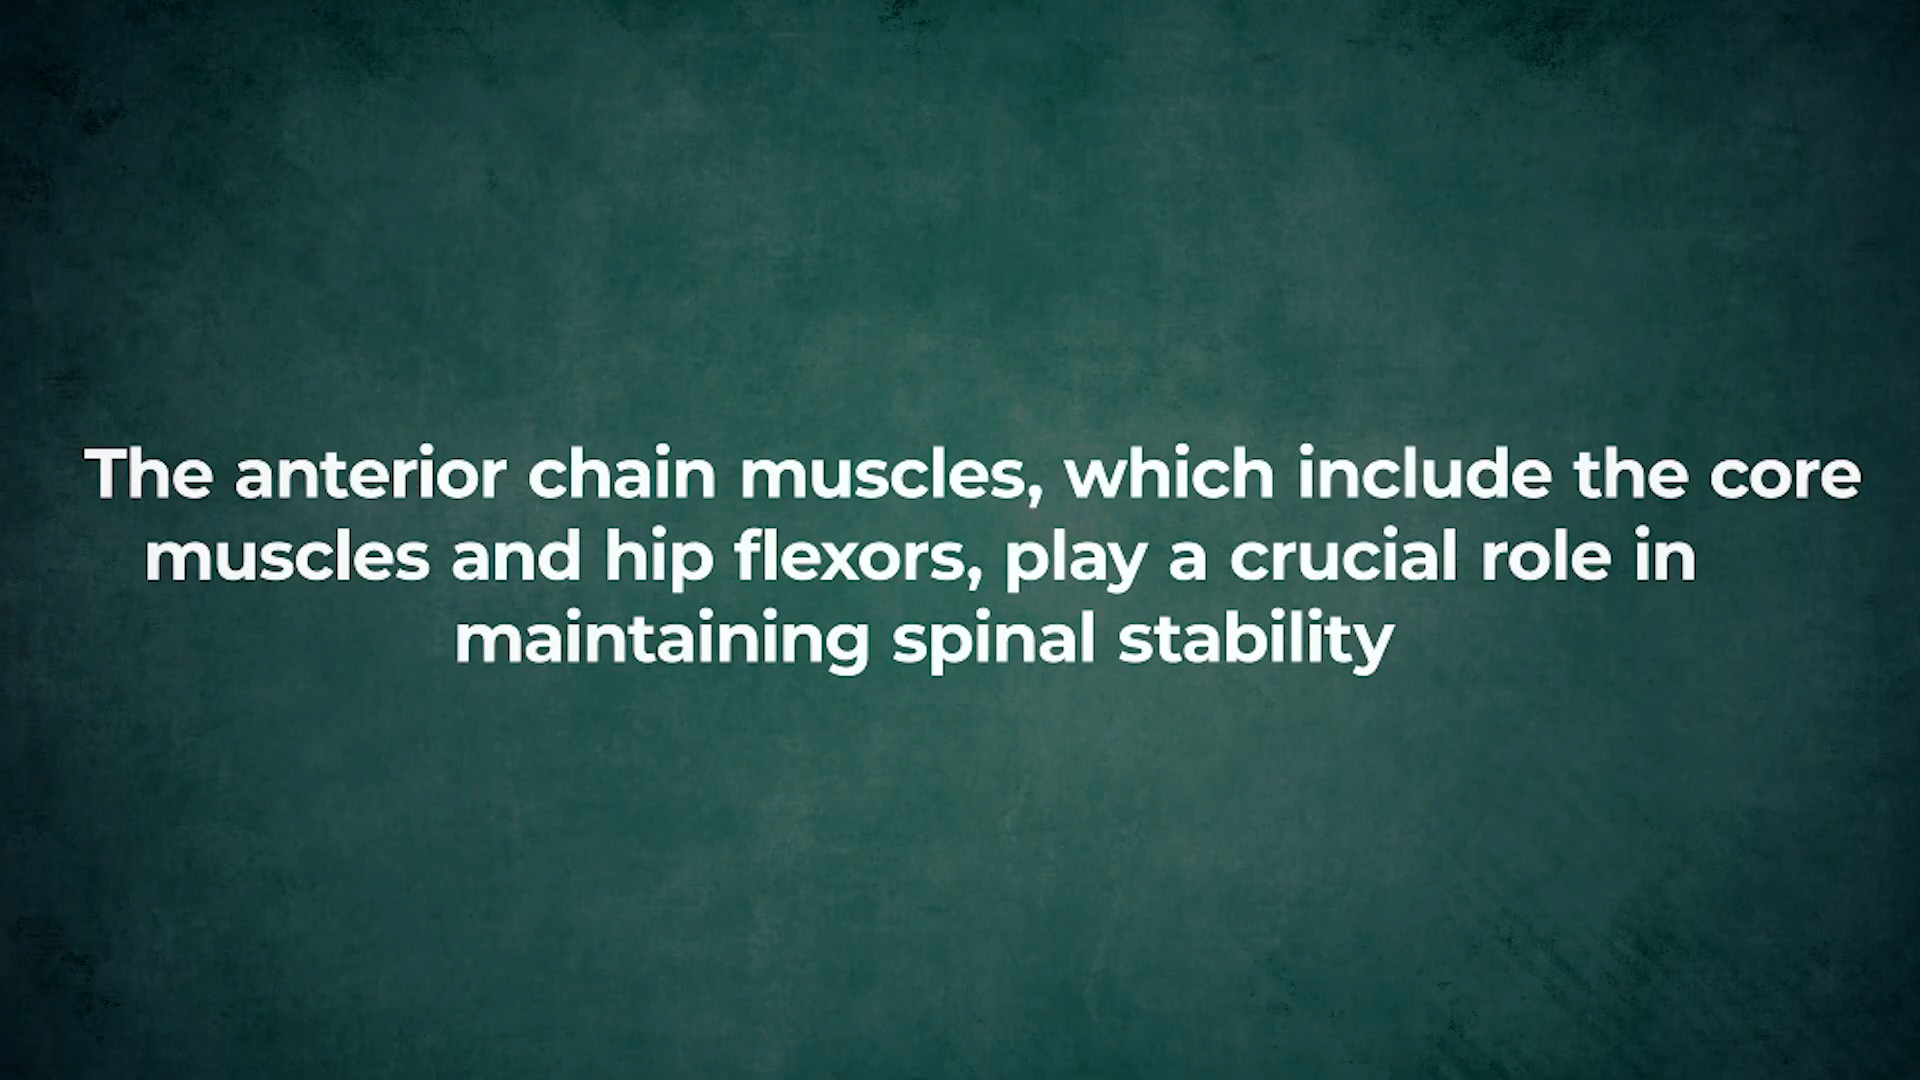 The anterior chain muscles, which include the core
muscles and hip flexors, play a crucial role in
maintaining spinal stability